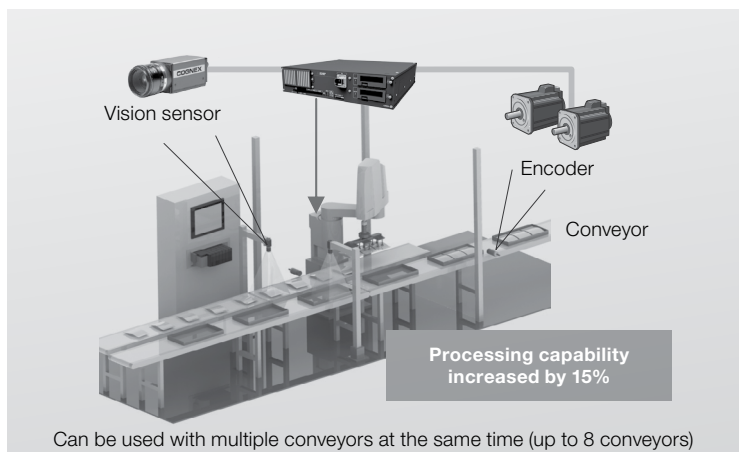 COGNEX
Vision sensor
Encoder
Conveyor
Processing capability
increased by 15%
Can be used with multiple conveyors at the same time (up to 8 conveyors)